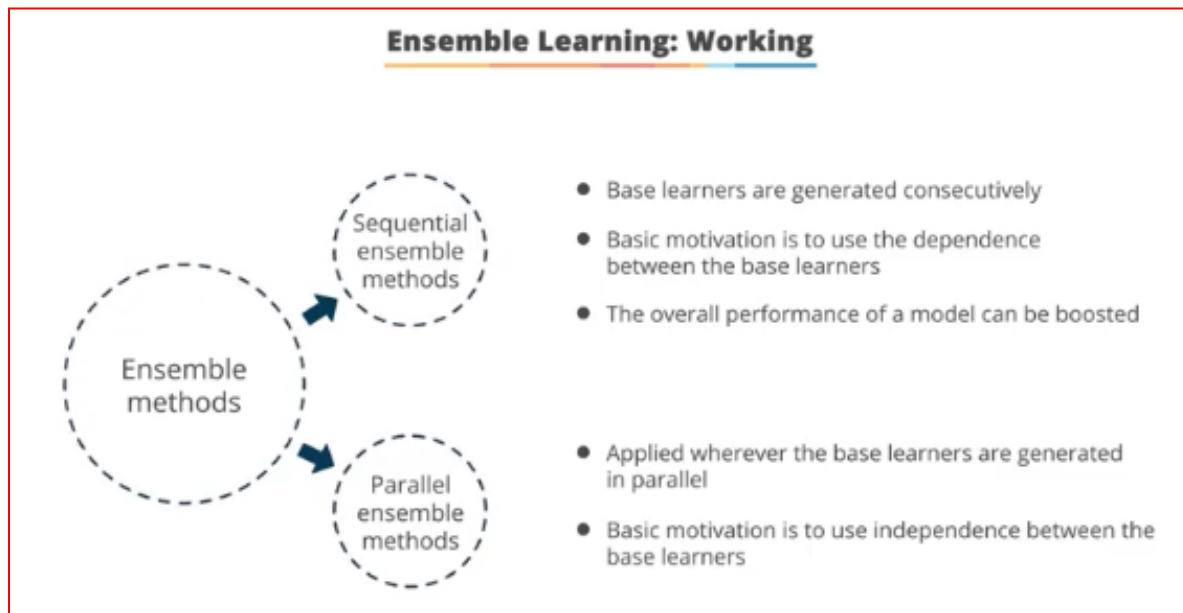 Ensemble Learning: Working
Sequential
ensemble
methods
● Base learners are generated consecutively
● Basic motivation is to use the dependence
between the base learners
● The overall performance of a model can be boosted
Ensemble
methods
Parallel
ensemble
methods
● Applied wherever the base learners are generated
in parallel
● Basic motivation is to use independence between the
base learners